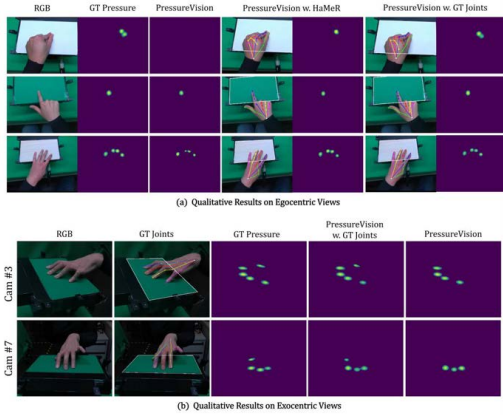 RGB GT Pressure PressureVision PressureVision w. HaMeR PressureVision w. GT Joints
(a) Qualitative Results on Egocentric Views
RGB GT Joints GT Pressure PressureVision w. GT Joints PressureVision
Cam #3
Cam #7
(b) Qualitative Results on Exocentric Views